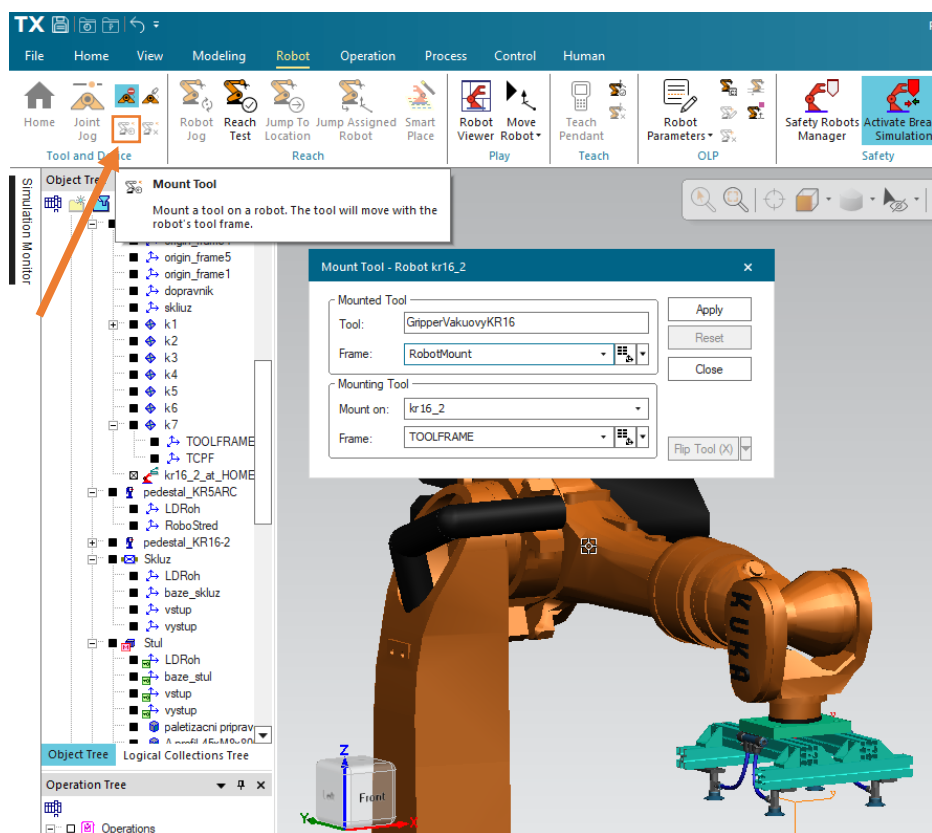 TX
File Home View Modeling Robot Operation Process Control Human
Home
Joint Jog
Robot Jog
Reach Test
Jump To Location
Jump Assigned Robot
Smart Place
Robot Viewer
Move Robot
Teach Pendant
Robot Parameters
Safety Robots Manager
Activate Brea
Simulation
Tool and De ce
Reach
Play
Teach
OLP
Safety
Simulation Monitor
Object Tree
Mount Tool
Mount a tool on a robot. The tool will move with the
robot's tool frame.
origin_frame5
origin_frame1
dopravnik
skliuz
k1
k2
k3
k4
k5
k6
k7
TOOLFRAME
TCPF
kr16_2_at_HOME
pedestal_KR5ARC
LDRoh
RoboStred
pedestal_KR16-2
Skluz
LDRoh
baze_skluz
vstup
vystup
Stul
LDRoh
baze_stul
vstup
vystup
paletizacni priprav
Object Tree Logical Collections Tree
Operation Tree
Operations
Mount Tool - Robot kr16_2
Mounted Tool
Tool: GripperVakuovyKR16
Frame: RobotMount
Mounting Tool
Mount on: kr16_2
Frame: TOOLFRAME
Apply
Reset
Close
Flip Tool (X)
KUKA
Z
Front
Y
X